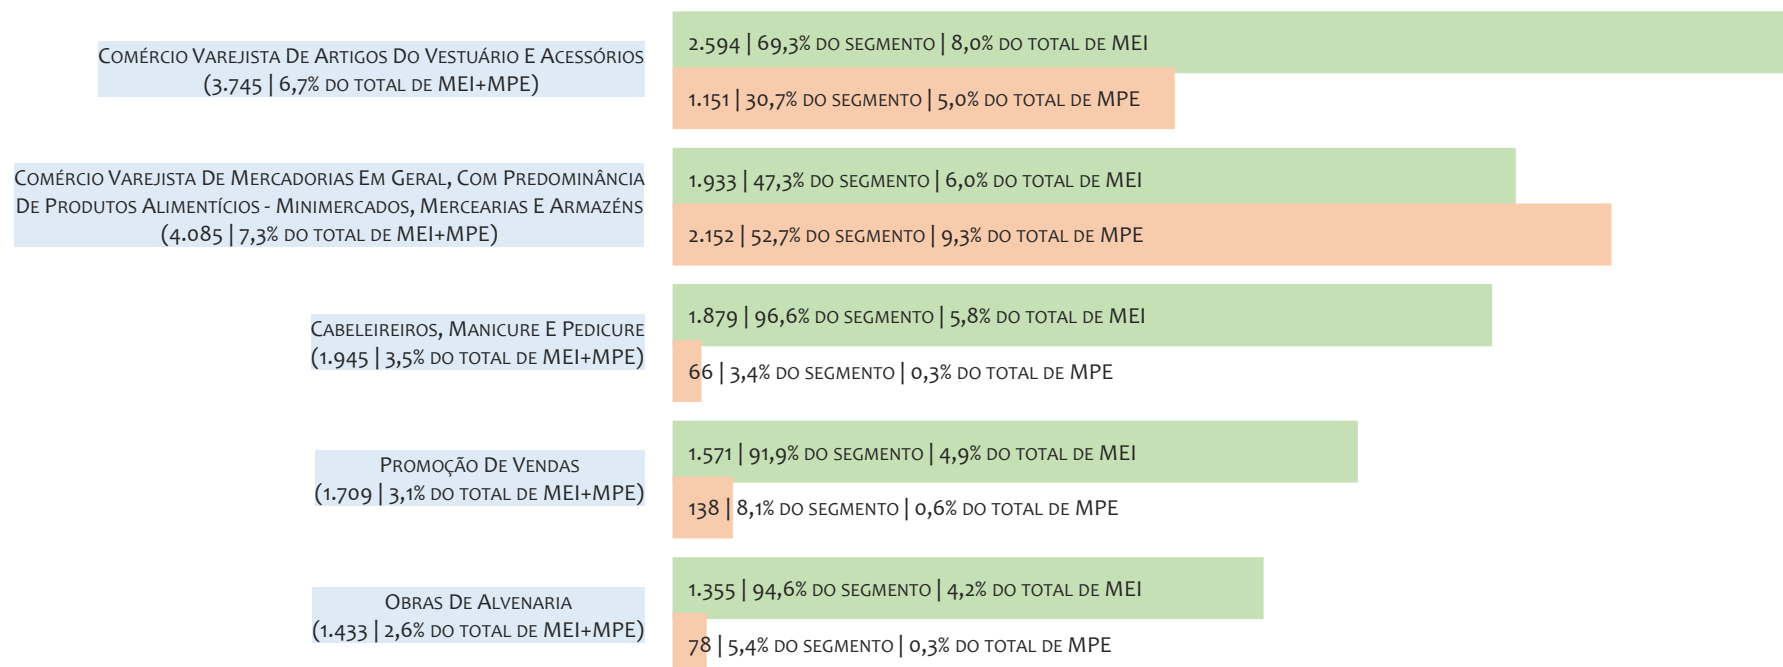 Comércio Varejista De Artigos Do Vestuário E Acessórios
(3.745 | 6,7% do total de MEI+MPE)
2.594 | 69,3% do segmento | 8,0% do total de MEI
1.151 | 30,7% do segmento | 5,0% do total de MPE
Comércio Varejista De Mercadorias Em Geral, Com Predominância
De Produtos Alimentícios - Minimercados, Mercearias E Armazéns
(4.085 | 7,3% do total de MEI+MPE)
1.933 | 47,3% do segmento | 6,0% do total de MEI
2.152 | 52,7% do segmento | 9,3% do total de MPE
Cabeleireiros, Manicure E Pedicure
(1.945 | 3,5% do total de MEI+MPE)
1.879 | 96,6% do segmento | 5,8% do total de MEI
66 | 3,4% do segmento | 0,3% do total de MPE
Promoção De Vendas
(1.709 | 3,1% do total de MEI+MPE)
1.571 | 91,9% do segmento | 4,9% do total de MEI
138 | 8,1% do segmento | 0,6% do total de MPE
Obras De Alvenaria
(1.433 | 2,6% do total de MEI+MPE)
1.355 | 94,6% do segmento | 4,2% do total de MEI
78 | 5,4% do segmento | 0,3% do total de MPE